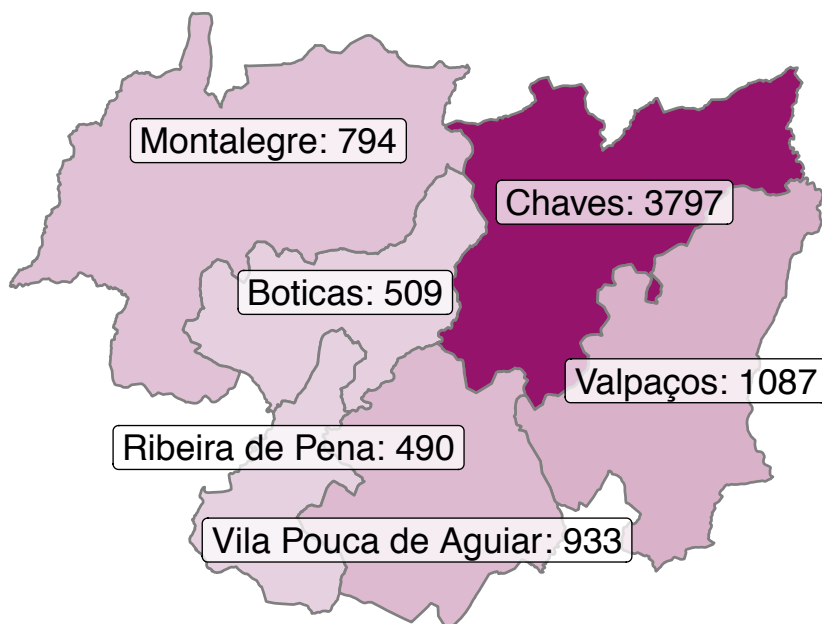 Montalegre: 794
Chaves: 3797
Boticas: 509
Valpaços: 1087
Ribeira de Pena: 490
Vila Pouca de Aguiar: 933